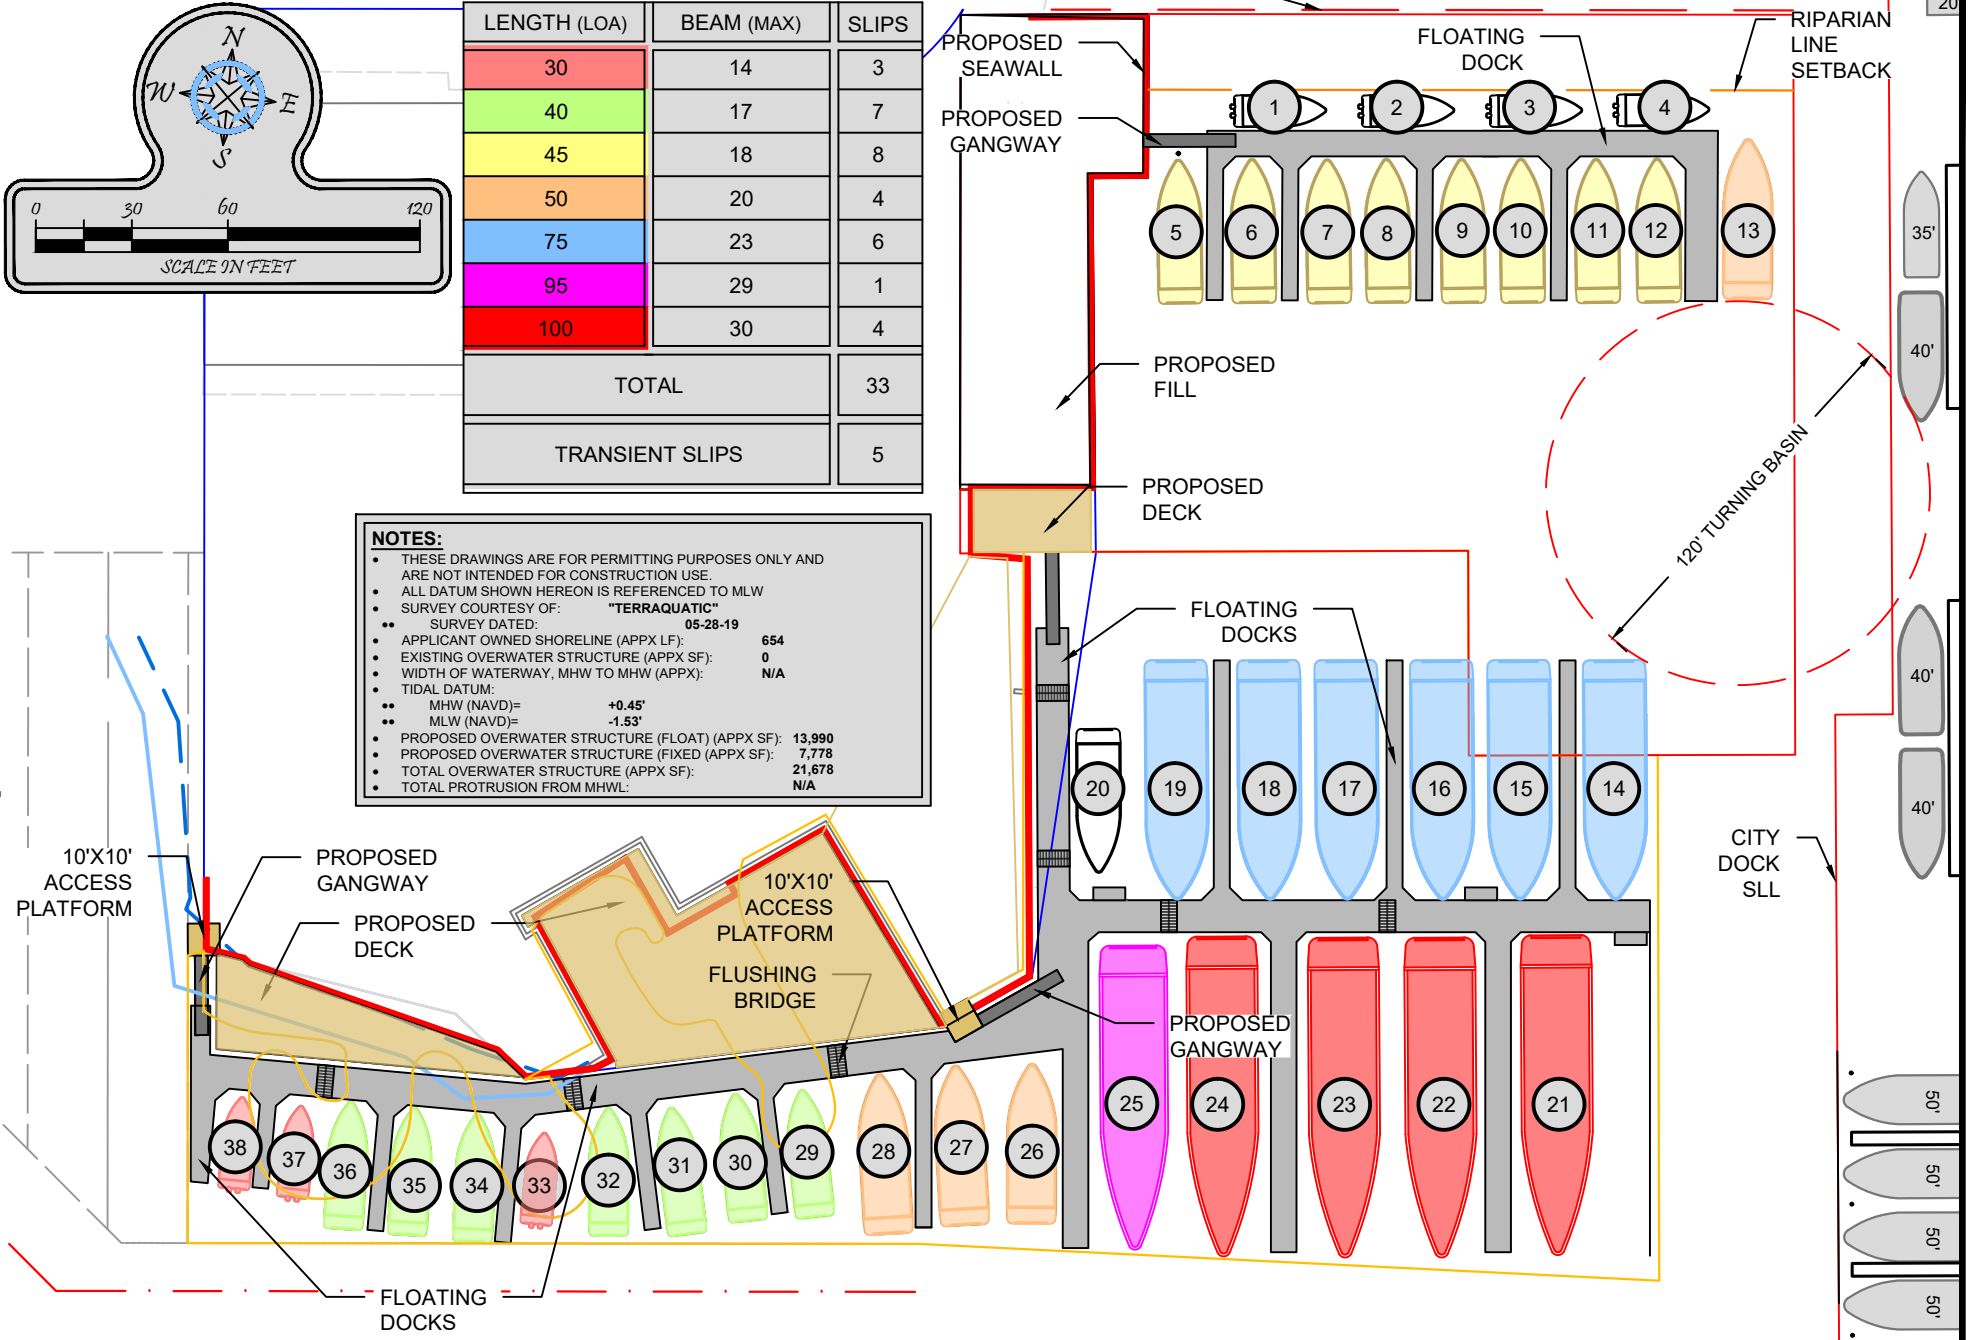 N
W
E
S
0 30 60 120
SCALE IN FEET
LENGTH (LOA) BEAM (MAX) SLIPS
30 14 3
40 17 7
45 18 8
50 20 4
75 23 6
95 29 1
100 30 4
TOTAL 33
TRANSIENT SLIPS 5
NOTES:
• THESE DRAWINGS ARE FOR PERMITTING PURPOSES ONLY AND
ARE NOT INTENDED FOR CONSTRUCTION USE.
• ALL DATUM SHOWN HEREON IS REFERENCED TO MLW
• SURVEY COURTESY OF: "TERRAQUATIC"
•• SURVEY DATED: 05-28-19
• APPLICANT OWNED SHORELINE (APPX LF): 654
• EXISTING OVERWATER STRUCTURE (APPX SF): 0
• WIDTH OF WATERWAY, MHW TO MHW (APPX): N/A
• TIDAL DATUM:
•• MHW (NAVD)= +0.45'
•• MLW (NAVD)= -1.53'
• PROPOSED OVERWATER STRUCTURE (FLOAT) (APPX SF): 13,990
• PROPOSED OVERWATER STRUCTURE (FIXED (APPX SF): 7,778
• TOTAL OVERWATER STRUCTURE (APPX SF): 21,678
• TOTAL PROTRUSION FROM MHWL: N/A
PROPOSED
SEAWALL
PROPOSED
GANGWAY
FLOATING
DOCK
RIPARIAN
LINE
SETBACK
20
1 2 3 4
5 6 7 8 9 10 11 12 13
35'
40'
PROPOSED
FILL
PROPOSED
DECK
120' TURNING BASIN
FLOATING
DOCKS
40'
40'
20 19 18 17 16 15 14
CITY
DOCK
SLL
10'X10'
ACCESS
PLATFORM
PROPOSED
GANGWAY
PROPOSED
DECK
10'X10'
ACCESS
PLATFORM
FLUSHING
BRIDGE
PROPOSED
GANGWAY
25 24 23 22 21
38 37 36 35 34 33 32 31 30 29 28 27 26
50'
50'
50'
50'
FLOATING
DOCKS